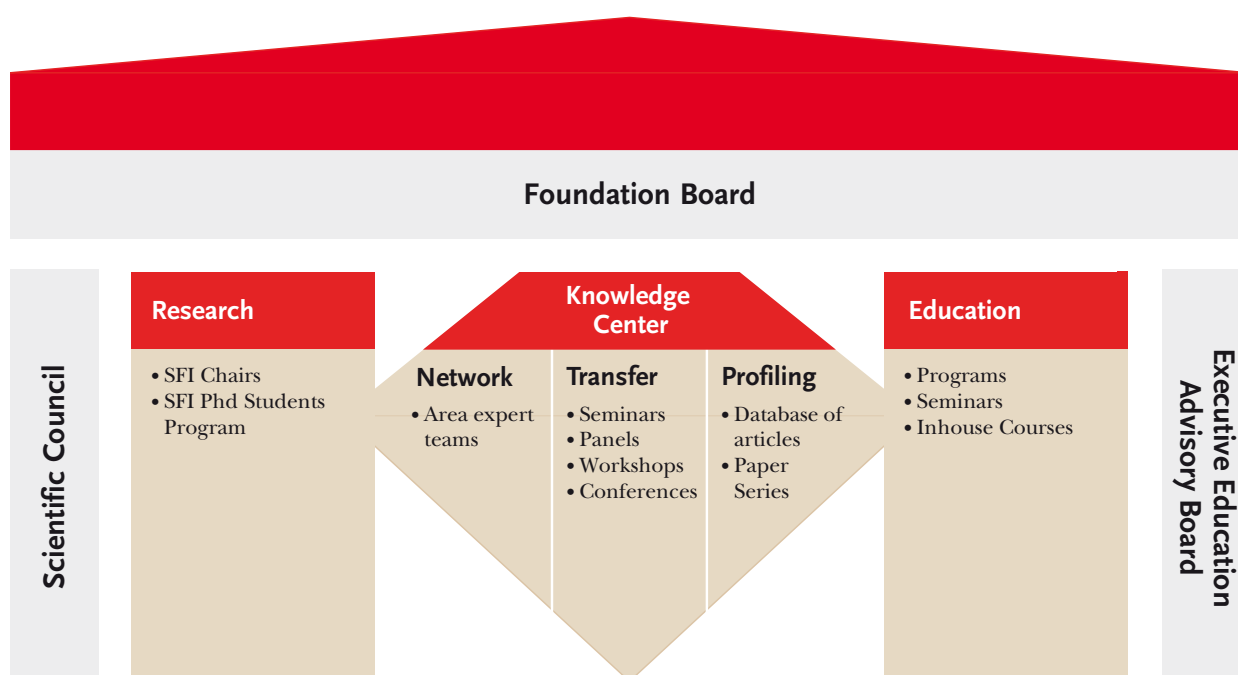 Foundation Board
Scientific Council
Research
• SFI Chairs
• SFI Phd Students
Program
Knowledge
Center
Network
• Area expert
teams
Transfer
• Seminars
• Panels
• Workshops
• Conferences
Profiling
• Database of
articles
• Paper
Series
Education
• Programs
• Seminars
• Inhouse Courses
Executive Education
Advisory Board